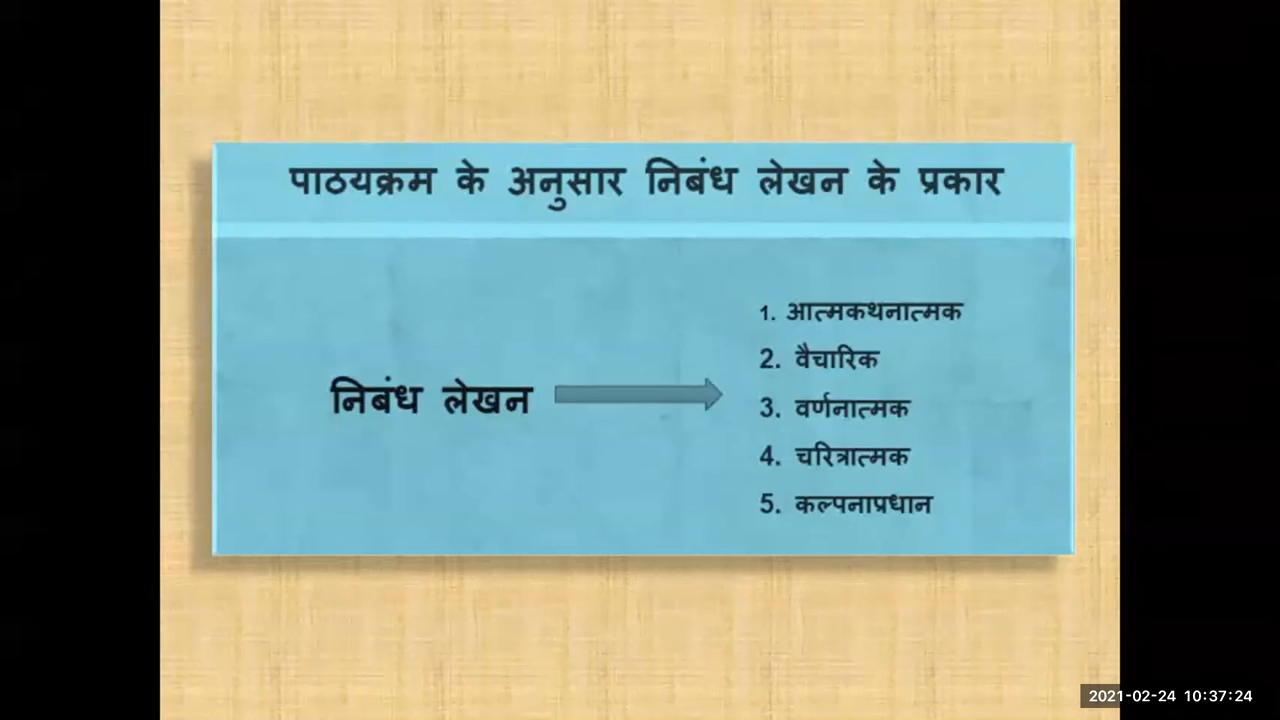 पाठयक्रम के अनुसार निबंध लेखन के प्रकार
निबंध लेखन
1. आत्मकथनात्मक
2. वैचारिक
3. वर्णनात्मक
4. चरित्रात्मक
5. कल्पनाप्रधान
2021-02-24 10:37:24